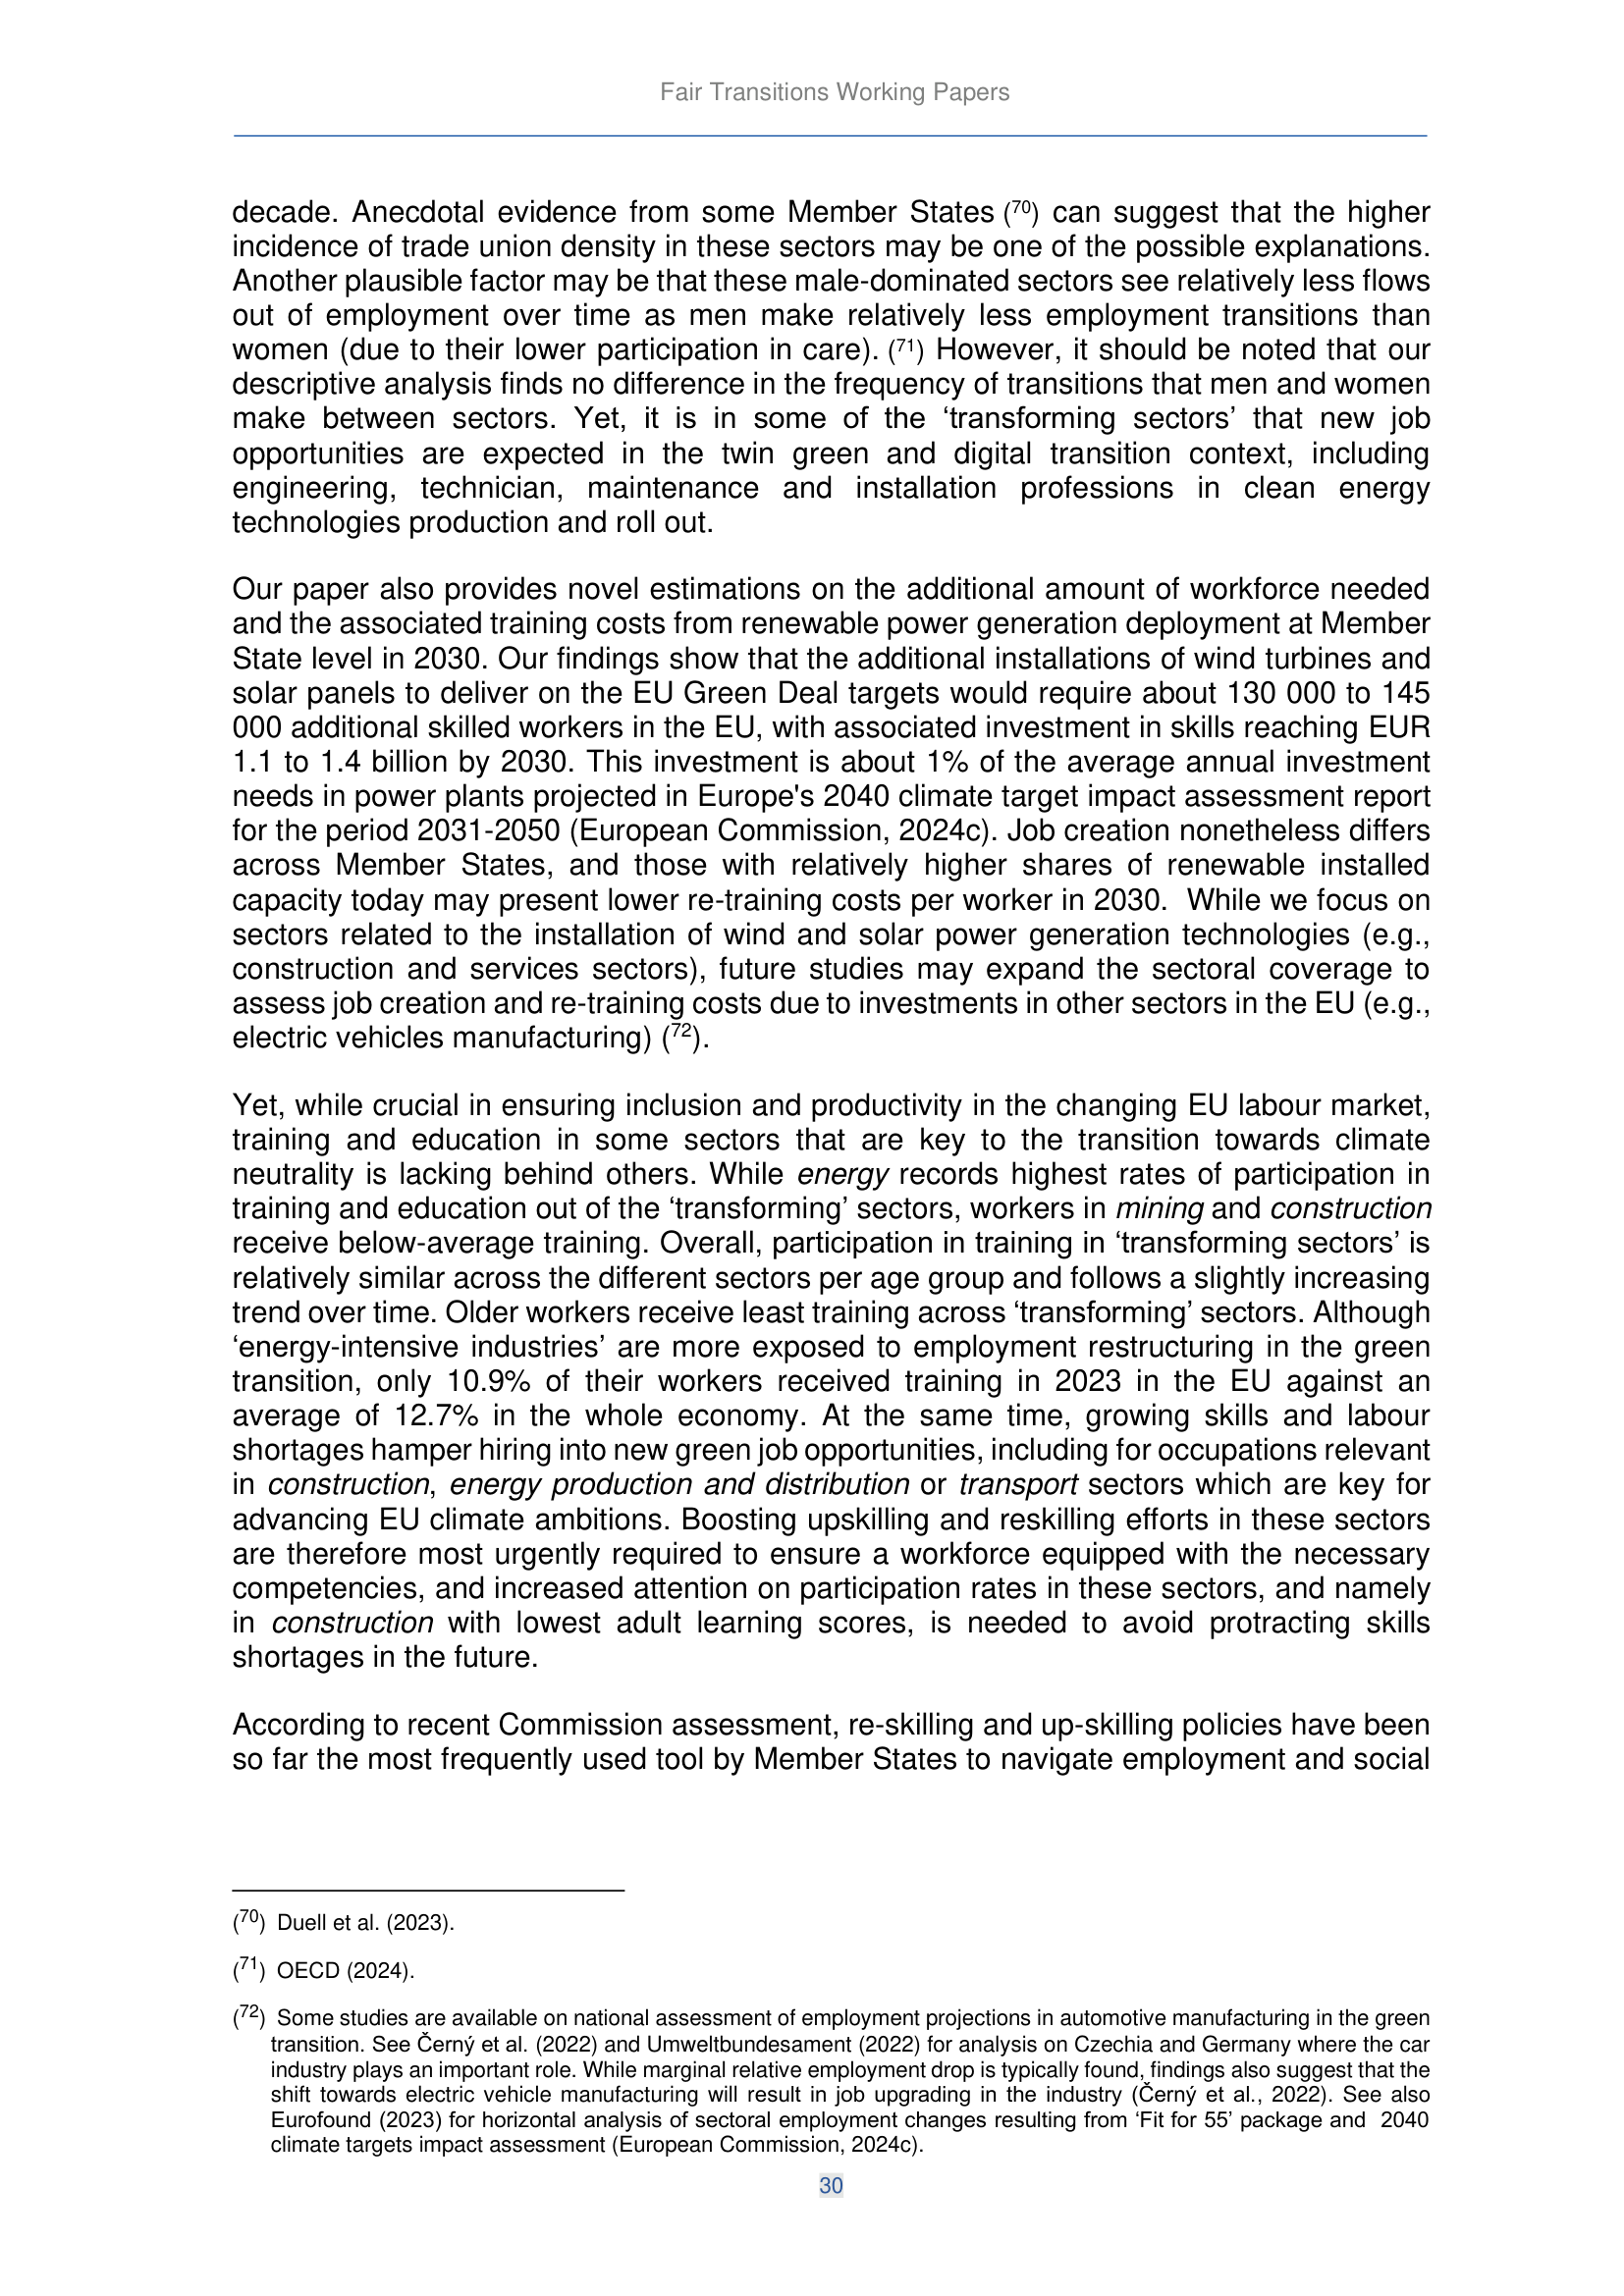 Fair Transitions Working Papers
decade. Anecdotal evidence from some Member States (70) can suggest that the higher
incidence of trade union density in these sectors may be one of the possible explanations.
Another plausible factor may be that these male-dominated sectors see relatively less flows
out of employment over time as men make relatively less employment transitions than
women (due to their lower participation in care). (71) However, it should be noted that our
descriptive analysis finds no difference in the frequency of transitions that men and women
make between sectors. Yet, it is in some of the ‘transforming sectors’ that new job
opportunities are expected in the twin green and digital transition context, including
engineering, technician, maintenance and installation professions in clean energy
technologies production and roll out.
Our paper also provides novel estimations on the additional amount of workforce needed
and the associated training costs from renewable power generation deployment at Member
State level in 2030. Our findings show that the additional installations of wind turbines and
solar panels to deliver on the EU Green Deal targets would require about 130 000 to 145
000 additional skilled workers in the EU, with associated investment in skills reaching EUR
1.1 to 1.4 billion by 2030. This investment is about 1% of the average annual investment
needs in power plants projected in Europe's 2040 climate target impact assessment report
for the period 2031-2050 (European Commission, 2024c). Job creation nonetheless differs
across Member States, and those with relatively higher shares of renewable installed
capacity today may present lower re-training costs per worker in 2030. While we focus on
sectors related to the installation of wind and solar power generation technologies (e.g.,
construction and services sectors), future studies may expand the sectoral coverage to
assess job creation and re-training costs due to investments in other sectors in the EU (e.g.,
electric vehicles manufacturing) (72).
Yet, while crucial in ensuring inclusion and productivity in the changing EU labour market,
training and education in some sectors that are key to the transition towards climate
neutrality is lacking behind others. While energy records highest rates of participation in
training and education out of the ‘transforming’ sectors, workers in mining and construction
receive below-average training. Overall, participation in training in ‘transforming sectors’ is
relatively similar across the different sectors per age group and follows a slightly increasing
trend over time. Older workers receive least training across ‘transforming’ sectors. Although
‘energy-intensive industries’ are more exposed to employment restructuring in the green
transition, only 10.9% of their workers received training in 2023 in the EU against an
average of 12.7% in the whole economy. At the same time, growing skills and labour
shortages hamper hiring into new green job opportunities, including for occupations relevant
in construction, energy production and distribution or transport sectors which are key for
advancing EU climate ambitions. Boosting upskilling and reskilling efforts in these sectors
are therefore most urgently required to ensure a workforce equipped with the necessary
competencies, and increased attention on participation rates in these sectors, and namely
in construction with lowest adult learning scores, is needed to avoid protracting skills
shortages in the future.
According to recent Commission assessment, re-skilling and up-skilling policies have been
so far the most frequently used tool by Member States to navigate employment and social
(70) Duell et al. (2023).
(71) OECD (2024).
(72) Some studies are available on national assessment of employment projections in automotive manufacturing in the green
transition. See Černý et al. (2022) and Umweltbundesament (2022) for analysis on Czechia and Germany where the car
industry plays an important role. While marginal relative employment drop is typically found, findings also suggest that the
shift towards electric vehicle manufacturing will result in job upgrading in the industry (Černý et al., 2022). See also
Eurofound (2023) for horizontal analysis of sectoral employment changes resulting from ‘Fit for 55’ package and 2040
climate targets impact assessment (European Commission, 2024c).
30